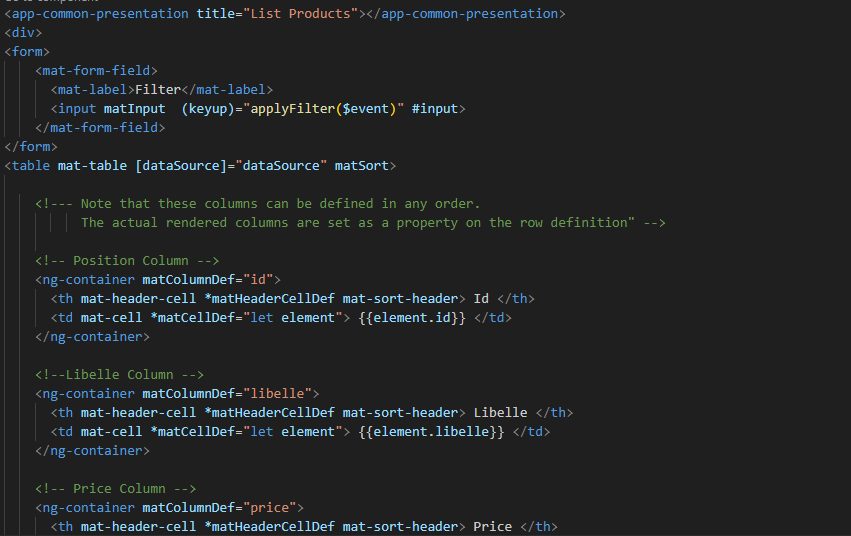 <app-common-presentation title="List Products"></app-common-presentation>
<div>
<form>
<mat-form-field>
<mat-label>Filter</mat-label>
<input matInput  (keyup)="applyFilter($event)" #input>
</mat-form-field>
</form>
<table mat-table [dataSource]="dataSource" matSort>
<!--- Note that these columns can be defined in any order.
The actual rendered columns are set as a property on the row definition" -->
<!-- Position Column -->
<ng-container matColumnDef="id">
<th mat-header-cell *matHeaderCellDef mat-sort-header> Id </th>
<td mat-cell *matCellDef="let element"> {{element.id}} </td>
</ng-container>
<!--Libelle Column -->
<ng-container matColumnDef="libelle">
<th mat-header-cell *matHeaderCellDef mat-sort-header> Libelle </th>
<td mat-cell *matCellDef="let element"> {{element.libelle}} </td>
</ng-container>
<!-- Price Column -->
<ng-container matColumnDef="price">
<th mat-header-cell *matHeaderCellDef mat-sort-header> Price </th>